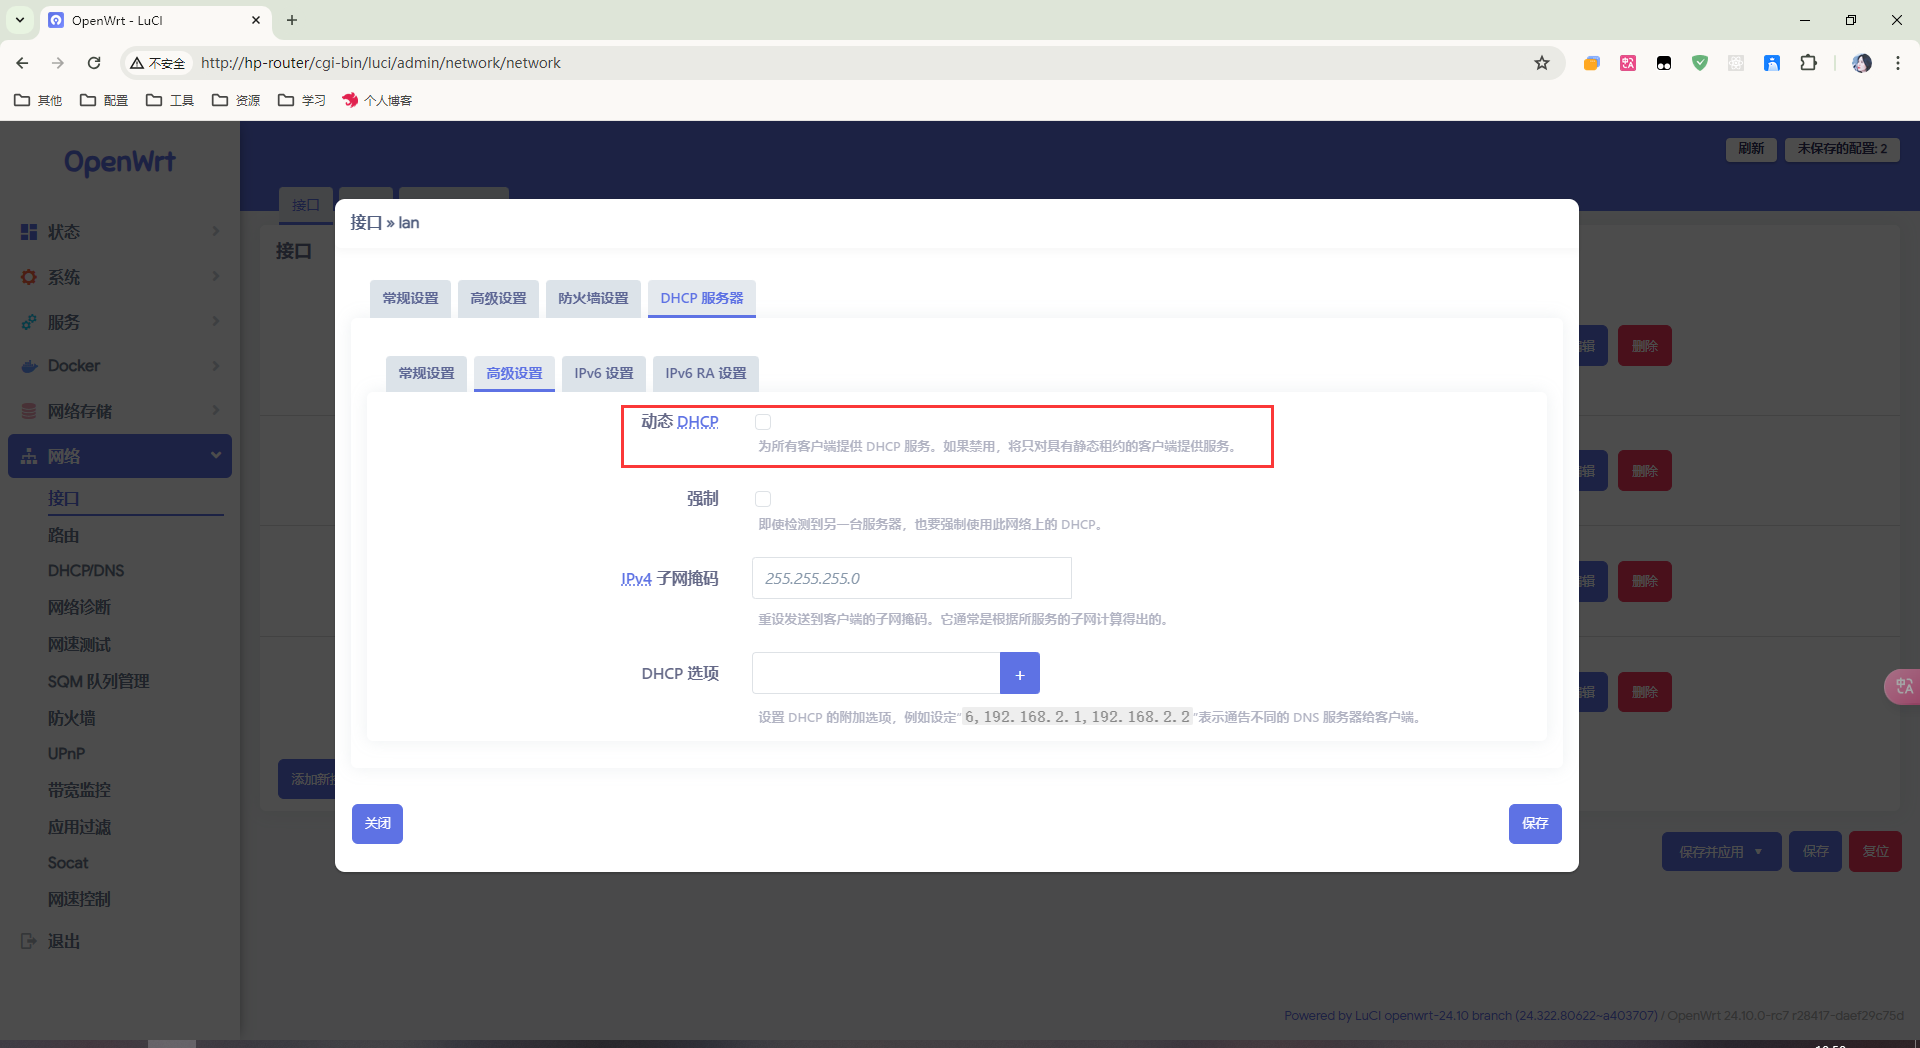 OpenWrt - LuCI
不安全
http://hp-router/cgi-bin/luci/admin/network/network
其他
配置
工具
资源
学习
个人博客
OpenWrt
刷新
未保存的配置: 2
接口
接口 » lan
状态
接口
系统
常规设置
高级设置
防火墙设置
DHCP 服务器
服务
Docker
常规设置
高级设置
IPv6 设置
IPv6 RA 设置
辑
删除
网络存储
动态 DHCP
为所有客户端提供 DHCP 服务。如果禁用，将只对具有静态租约的客户端提供服务。
网络
辑
删除
接口
强制
即使检测到另一台服务器，也要强制使用此网络上的 DHCP。
路由
DHCP/DNS
IPv4 子网掩码
255.255.255.0
辑
删除
网络诊断
重设发送到客户端的子网掩码。它通常是根据所服务的子网计算得出的。
网速测试
SQM 队列管理
DHCP 选项
+
辑
删除
防火墙
设置 DHCP 的附加选项，例如设定"6,192.168.2.1,192.168.2.2"表示通告不同的 DNS 服务器给客户端。
UPnP
带宽监控
添加新
应用过滤
关闭
保存
Socat
保存并应用
保存
复位
网速控制
退出
Powered by LuCI openwrt-24.10 branch (24.322.80622~a403707) / OpenWrt 24.10.0-rc7 r28417-daef29c75d